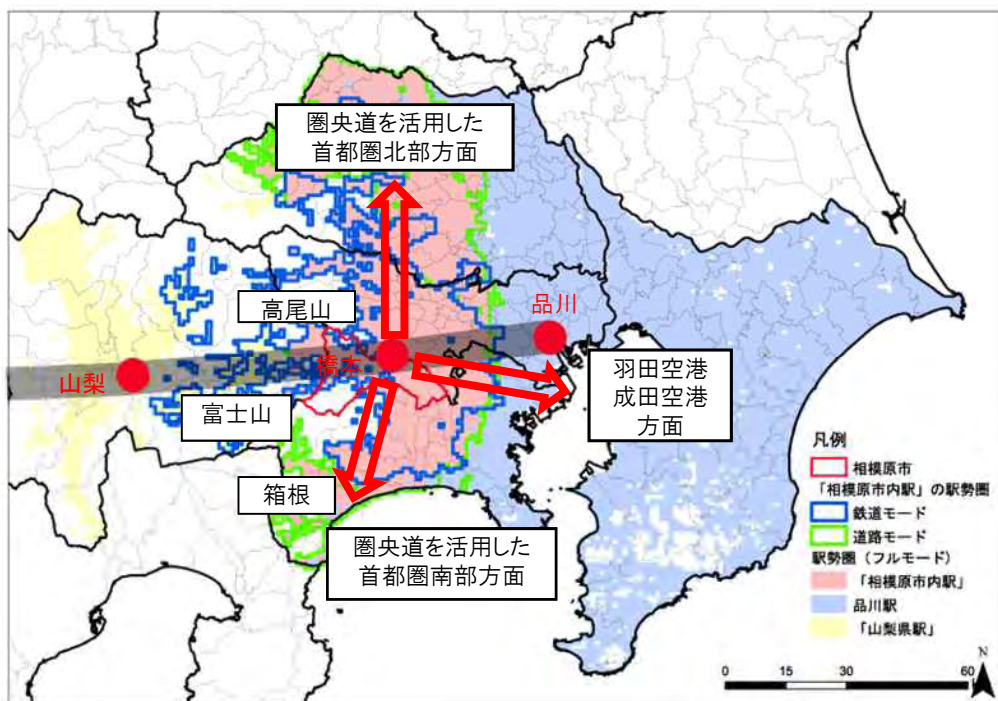 圏央道を活用した
首都圏北部方面
高尾山
品川
橋本
山梨
羽田空港
成田空港
方面
富士山
箱根
圏央道を活用した
首都圏南部方面
凡例
相模原市
「相模原市内駅」の駅勢圏
鉄道モード
道路モード
駅勢圏（フルモード）
「相模原市内駅」
品川駅
「山梨県駅」
N
0 15 30 60